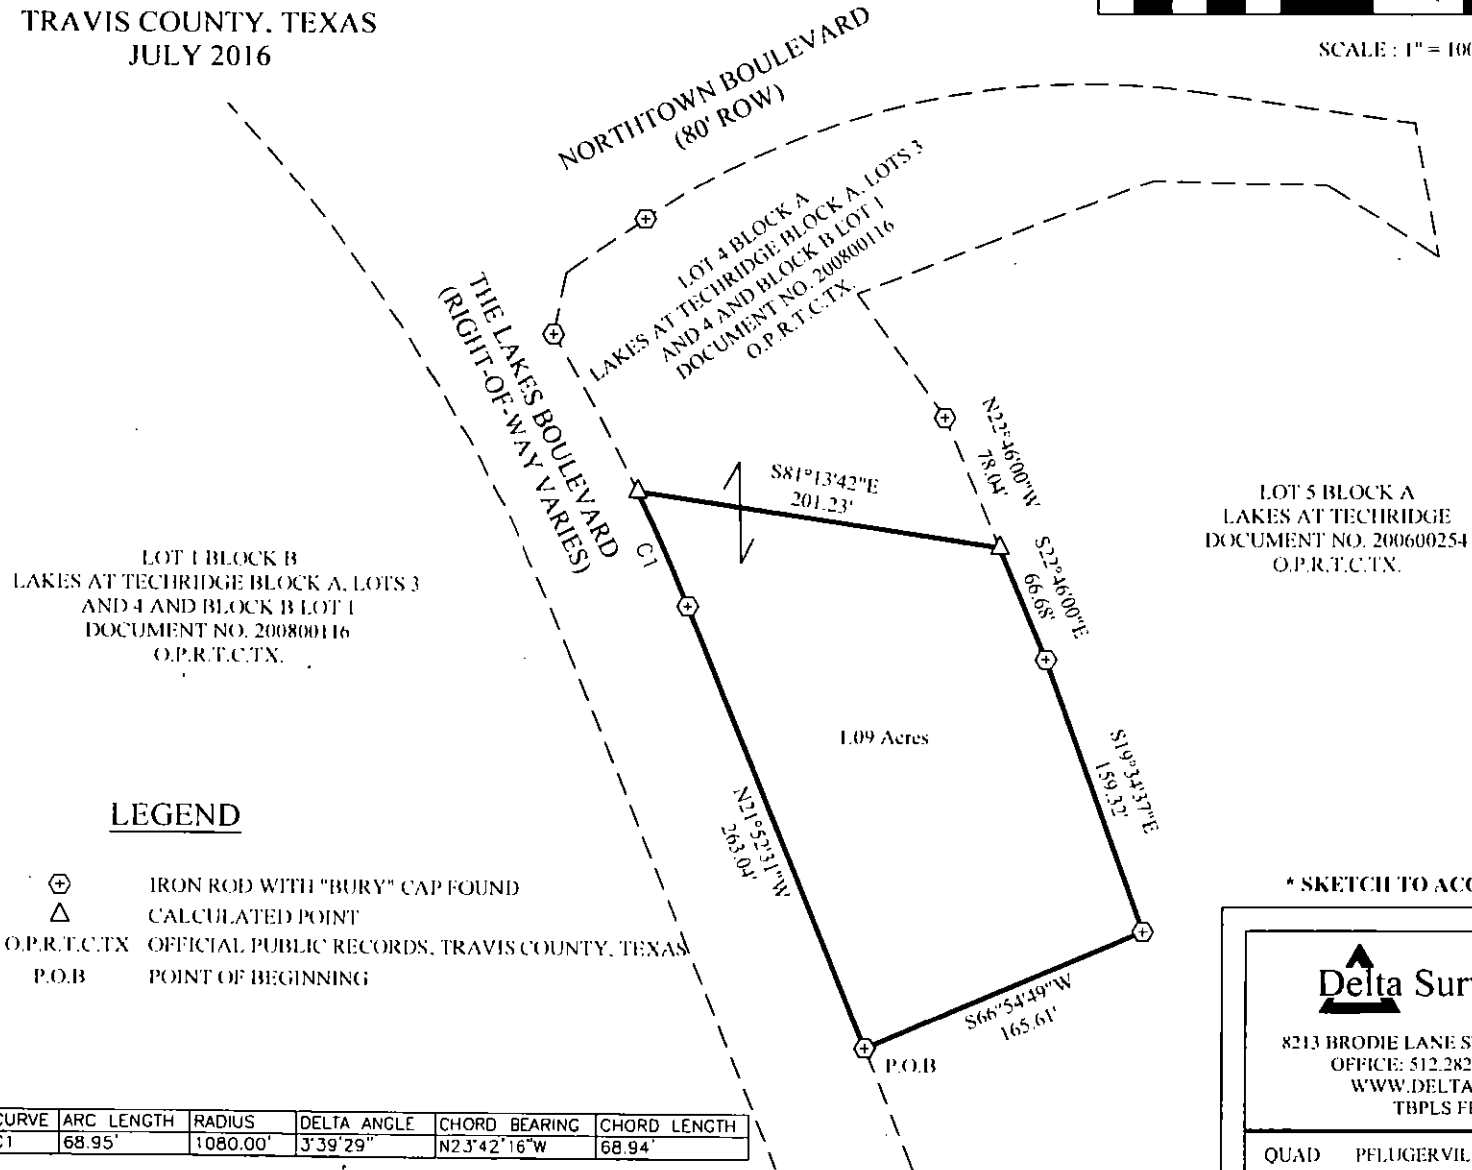 TRAVIS COUNTY, TEXAS
JULY 2016
SCALE : 1" = 100
NORTHTOWN BOULEVARD
(80' ROW)
LOT 4 BLOCK A
LAKES AT TECHRIDGE BLOCK A, LOTS 3
AND 4 AND BLOCK B LOT 1
DOCUMENT NO. 200800116
O.P.R.T.C.TX.
THE LAKES BOULEVARD
(RIGHT-OF-WAY VARIES)
N22°46'00"W
78.04'
S81°13'42"E
201.23'
C1
S22°46'00"E
66.68'
LOT 5 BLOCK A
LAKES AT TECHRIDGE
DOCUMENT NO. 200600254
O.P.R.T.C.TX.
LOT 1 BLOCK B
LAKES AT TECHRIDGE BLOCK A, LOTS 3
AND 4 AND BLOCK B LOT 1
DOCUMENT NO. 200800116
O.P.R.T.C.TX.
1.09 Acres
S19°34'37"E
159.32'
N21°52'31"W
263.04'
S66°54'49"W
165.61'
P.O.B
LEGEND
IRON ROD WITH "BURY" CAP FOUND
CALCULATED POINT
O.P.R.T.C.TX OFFICIAL PUBLIC RECORDS, TRAVIS COUNTY, TEXAS
P.O.B POINT OF BEGINNING
* SKETCH TO ACC
Delta Surv
8213 BRODIE LANE S
OFFICE: 512.282
WWW.DELTA
TBPLS F
QUAD PFLUGERVIL
CURVE ARC LENGTH RADIUS DELTA ANGLE CHORD BEARING CHORD LENGTH
C1 68.95' 1080.00' 3°39'29" N23°42'16"W 68.94'